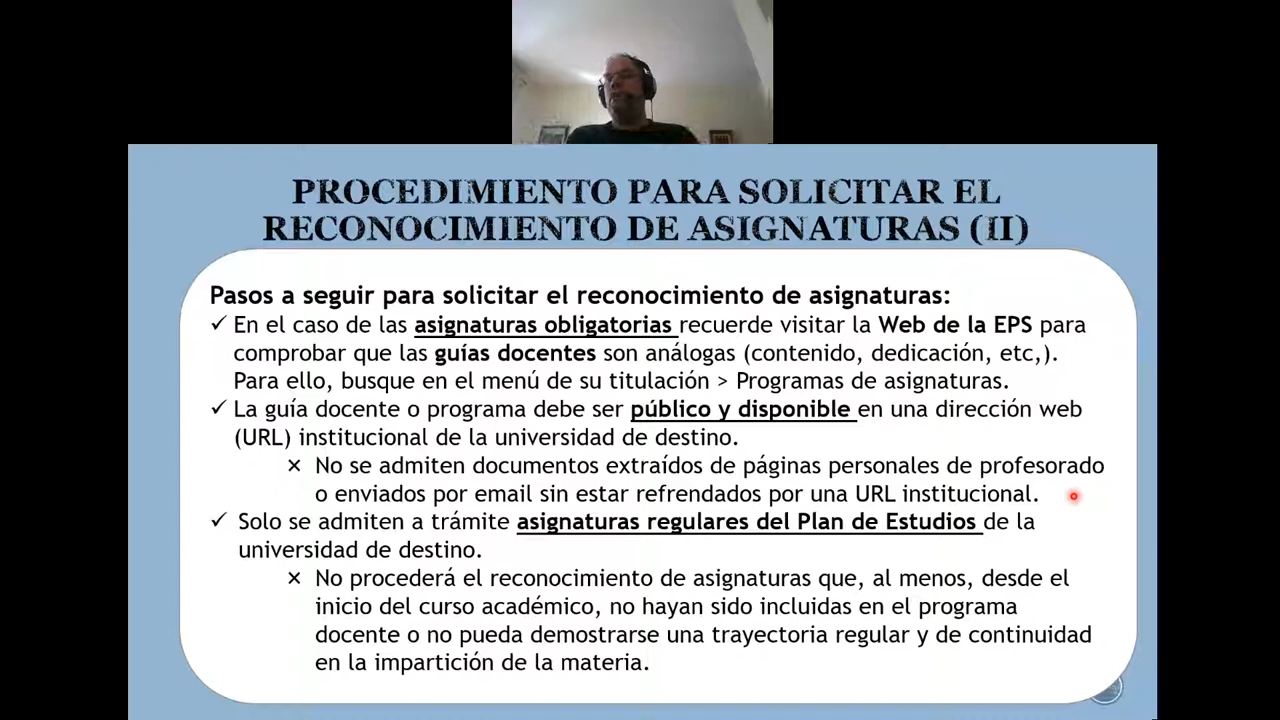 PROCEDIMIENTO PARA SOLICITAR EL
RECONOCIMIENTO DE ASIGNATURAS (II)
Pasos a seguir para solicitar el reconocimiento de asignaturas:
✓ En el caso de las asignaturas obligatorias recuerde visitar la Web de la EPS para
comprobar que las guías docentes son análogas (contenido, dedicación, etc,).
Para ello, busque en el menú de su titulación > Programas de asignaturas.
✓ La guía docente o programa debe ser público y disponible en una dirección web
(URL) institucional de la universidad de destino.
× No se admiten documentos extraídos de páginas personales de profesorado
o enviados por email sin estar refrendados por una URL institucional.
✓ Solo se admiten a trámite asignaturas regulares del Plan de Estudios de la
universidad de destino.
× No procederá el reconocimiento de asignaturas que, al menos, desde el
inicio del curso académico, no hayan sido incluidas en el programa
docente o no pueda demostrarse una trayectoria regular y de continuidad
en la impartición de la materia.